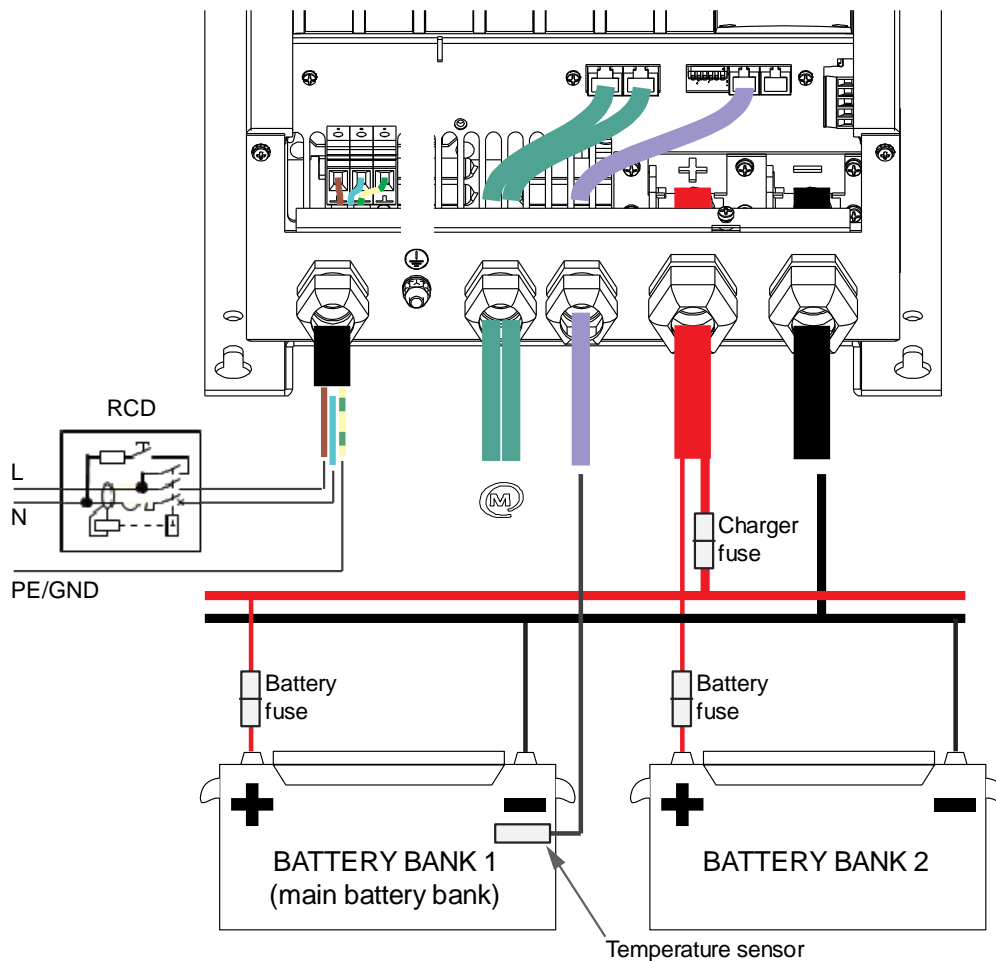 RCD
L
N
PE/GND
M
Charger
fuse
Battery
fuse
Battery
fuse
BATTERY BANK 1
(main battery bank)
BATTERY BANK 2
Temperature sensor